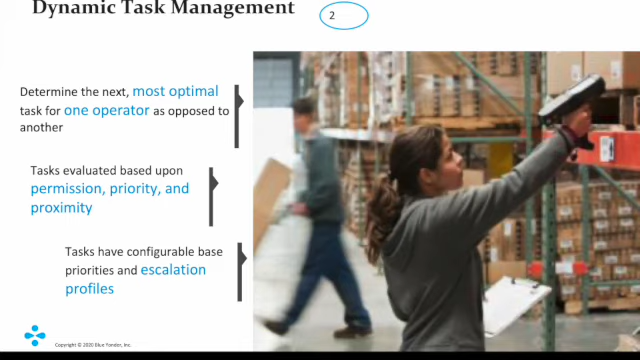 Dynamic Task Management
2
Determine the next, most optimal
task for one operator as opposed to
another
Tasks evaluated based upon
permission, priority, and
proximity
Tasks have configurable base
priorities and escalation
profiles
Copyright © 2020 Blue Yonder, Inc.